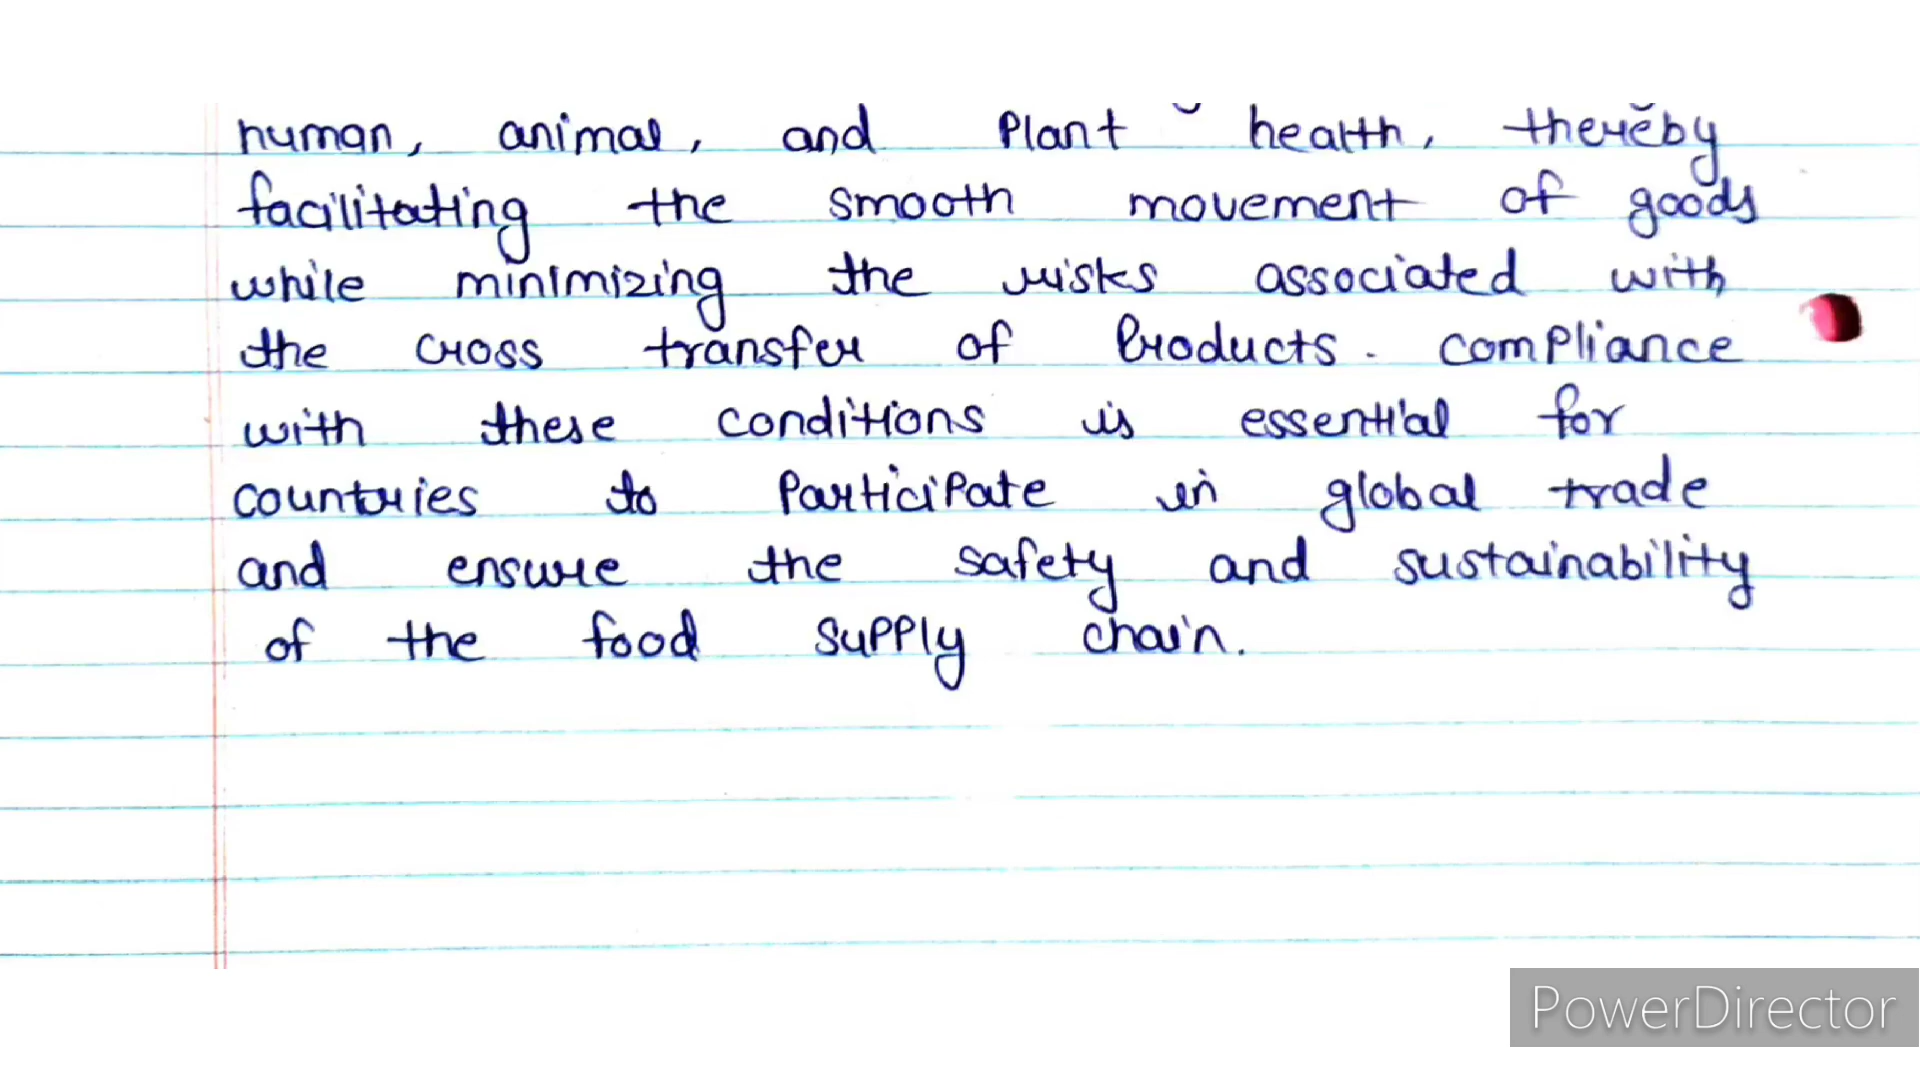 human, animal, and Plant health, thereby
facilitating the smooth movement of goods
while minimizing the risks associated with
the cross transfer of Products. compliance
with these conditions is essential for
countries to Participate in global trade
and ensure the safety and sustainability
of the food supply chain.
PowerDirector